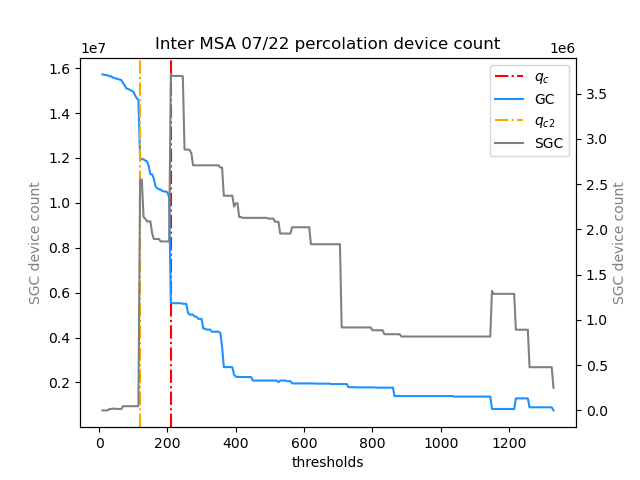 Inter MSA 07/22 percolation device count
1e7
1e6
1.6
1.4
1.2
1.0
0.8
0.6
0.4
0.2
SGC device count
q_c
GC
q_c2
SGC
3.5
3.0
2.5
2.0
1.5
1.0
0.5
0.0
SGC device count
0 200 400 600 800 1000 1200
thresholds